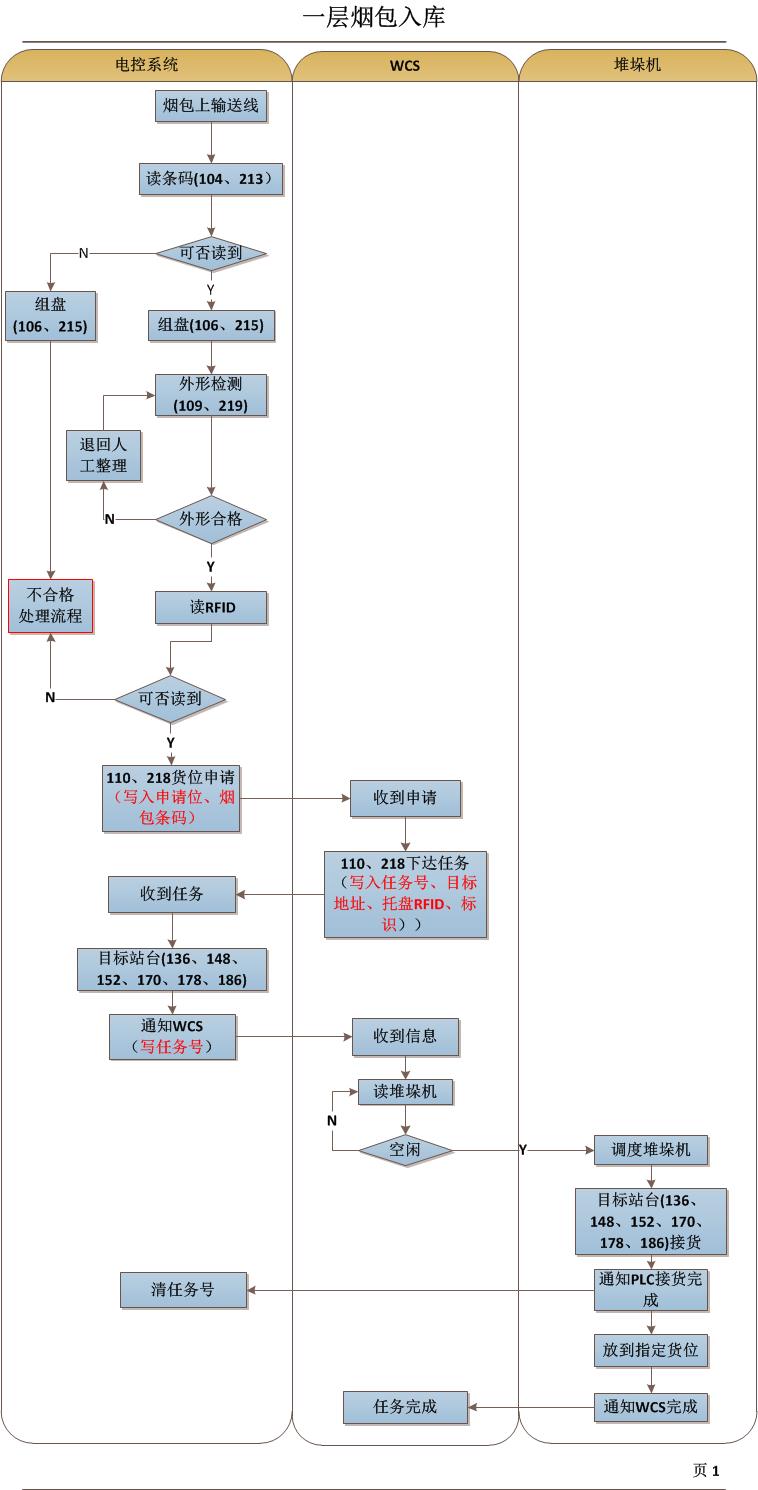 一层烟包入库
电控系统
WCS
堆垛机
烟包上输送线
读条码(104、213）
可否读到
N
Y
组盘
(106、215)
组盘(106、215)
外形检测
(109、219)
退回人
工整理
外形合格
N
Y
不合格
处理流程
读RFID
可否读到
N
Y
110、218货位申请
（写入申请位、烟
包条码）
收到申请
110、218下达任务
（写入任务号、目标
地址、托盘RFID、标
识））
收到任务
目标站台(136、148、
152、170、178、186)
通知WCS
（写任务号）
收到信息
读堆垛机
N
空闲
Y
调度堆垛机
目标站台(136、
148、152、170、
178、186)接货
通知PLC接货完
成
清任务号
放到指定货位
通知WCS完成
任务完成
页 1